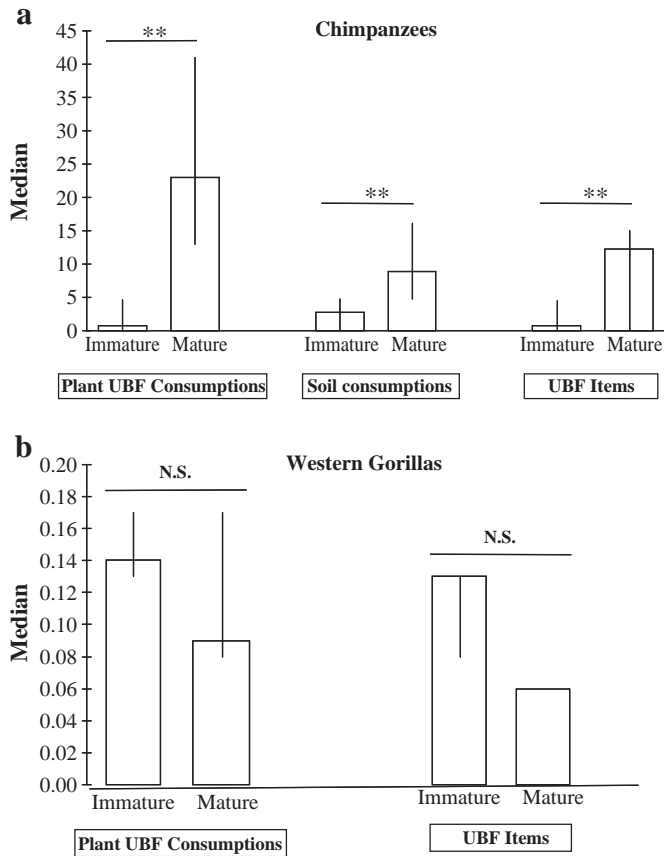 a
Chimpanzees
Median
45
40
35
30
25
20
15
10
5
0
**
**
**
Immature Mature Immature Mature Immature Mature
Plant UBF Consumptions Soil consumptions UBF Items
b
Western Gorillas
Median
0.20
0.18
0.16
0.14
0.12
0.10
0.08
0.06
0.04
0.02
0.00
N.S.
N.S.
Immature Mature Immature Mature
Plant UBF Consumptions UBF Items